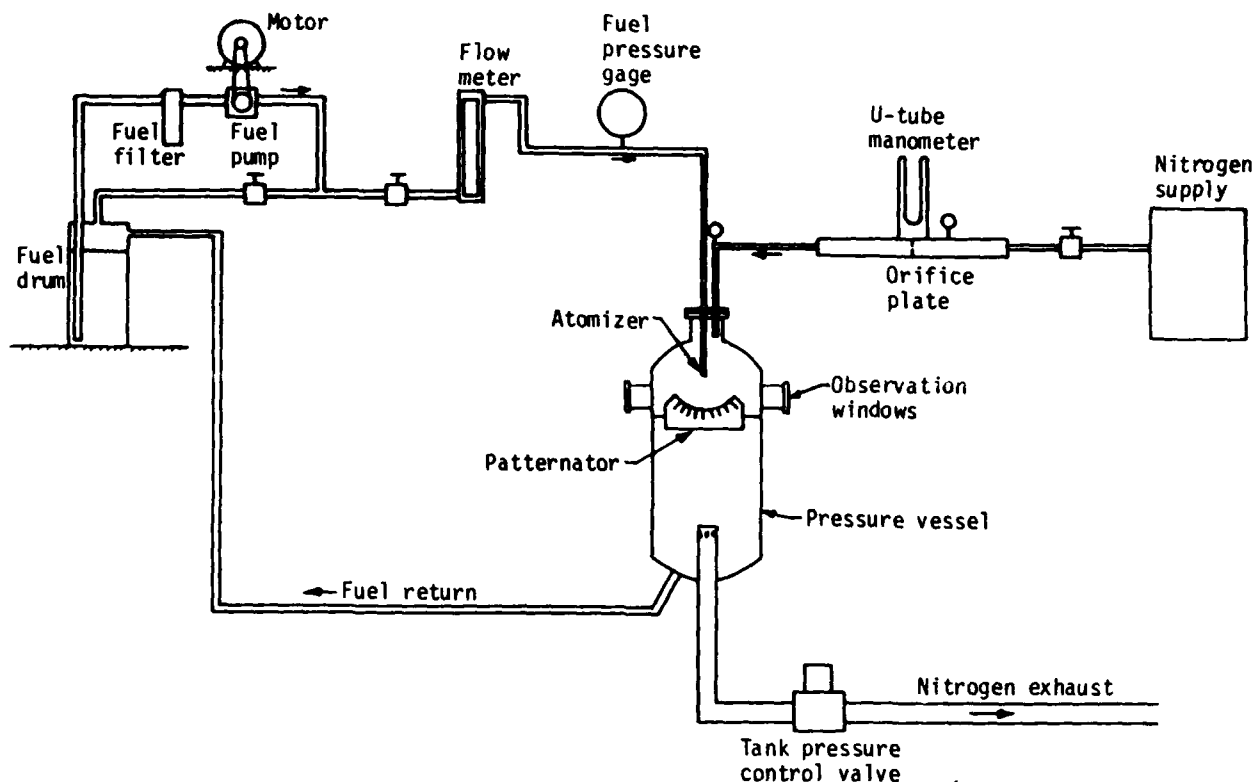 Motor
Fuel
pressure
gage
Flow
meter
Fuel
filter
Fuel
pump
U-tube
manometer
Nitrogen
supply
Fuel
drum
Orifice
plate
Atomizer
Observation
windows
Patternator
Pressure vessel
Fuel return
Nitrogen exhaust
Tank pressure
control valve